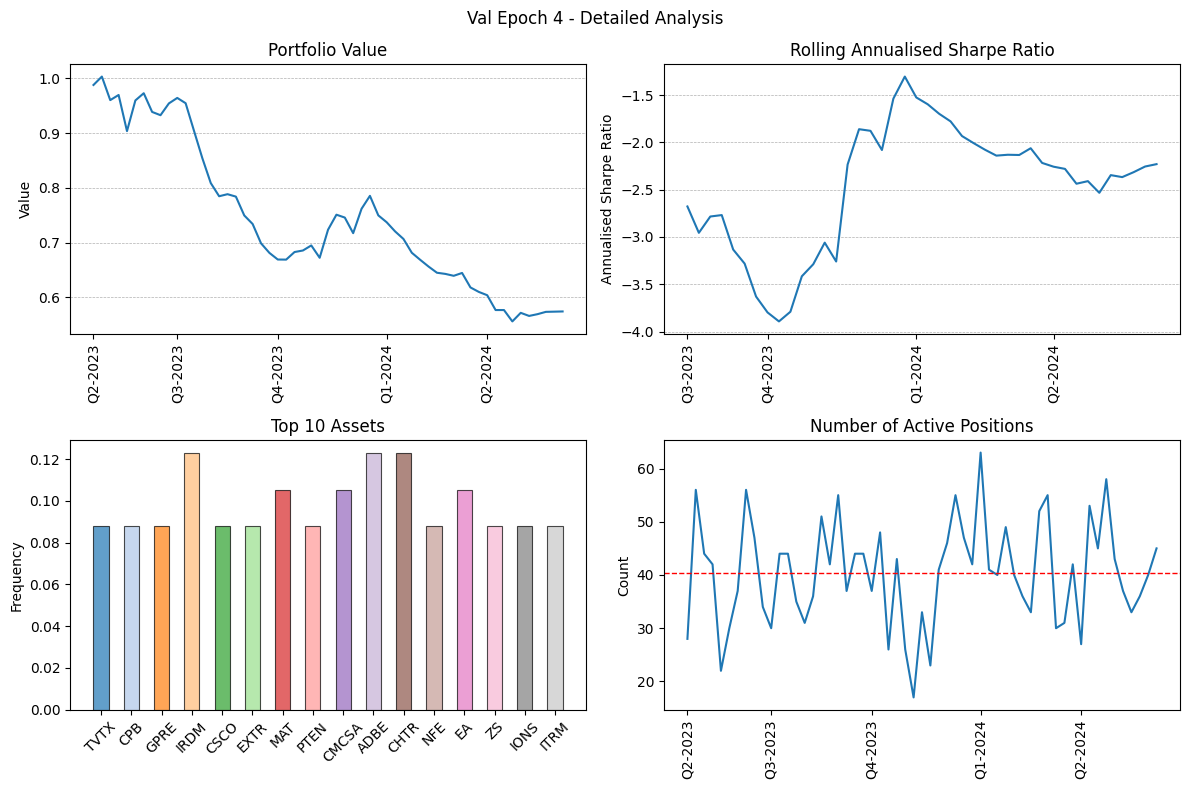 Val Epoch 4 - Detailed Analysis
Portfolio Value
Value
1.0
0.9
0.8
0.7
0.6
Q2-2023
Q3-2023
Q4-2023
Q1-2024
Q2-2024
Rolling Annualised Sharpe Ratio
Annualised Sharpe Ratio
−1.5
−2.0
−2.5
−3.0
−3.5
−4.0
Q3-2023
Q4-2023
Q1-2024
Q2-2024
Top 10 Assets
Frequency
0.12
0.10
0.08
0.06
0.04
0.02
0.00
TVTX
CPB
GPRE
IRDM
CSCO
EXTR
MAT
PTEN
CMCSA
ADBE
CHTR
NFE
EA
ZS
IONS
ITRM
Number of Active Positions
Count
60
50
40
30
20
Q2-2023
Q3-2023
Q4-2023
Q1-2024
Q2-2024